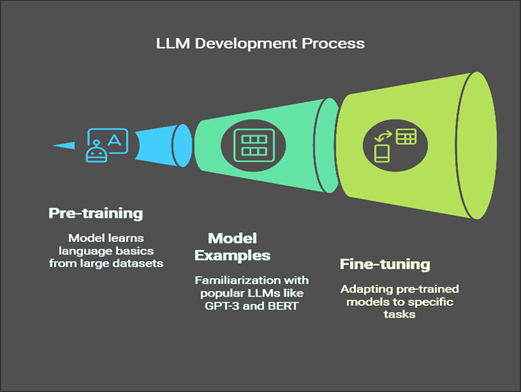 LLM Development Process
A
Pre-training
Model learns
language basics
from large datasets
Model
Examples
Familiarization with
popular LLMs like
GPT-3 and BERT
Fine-tuning
Adapting pre-trained
models to specific
tasks